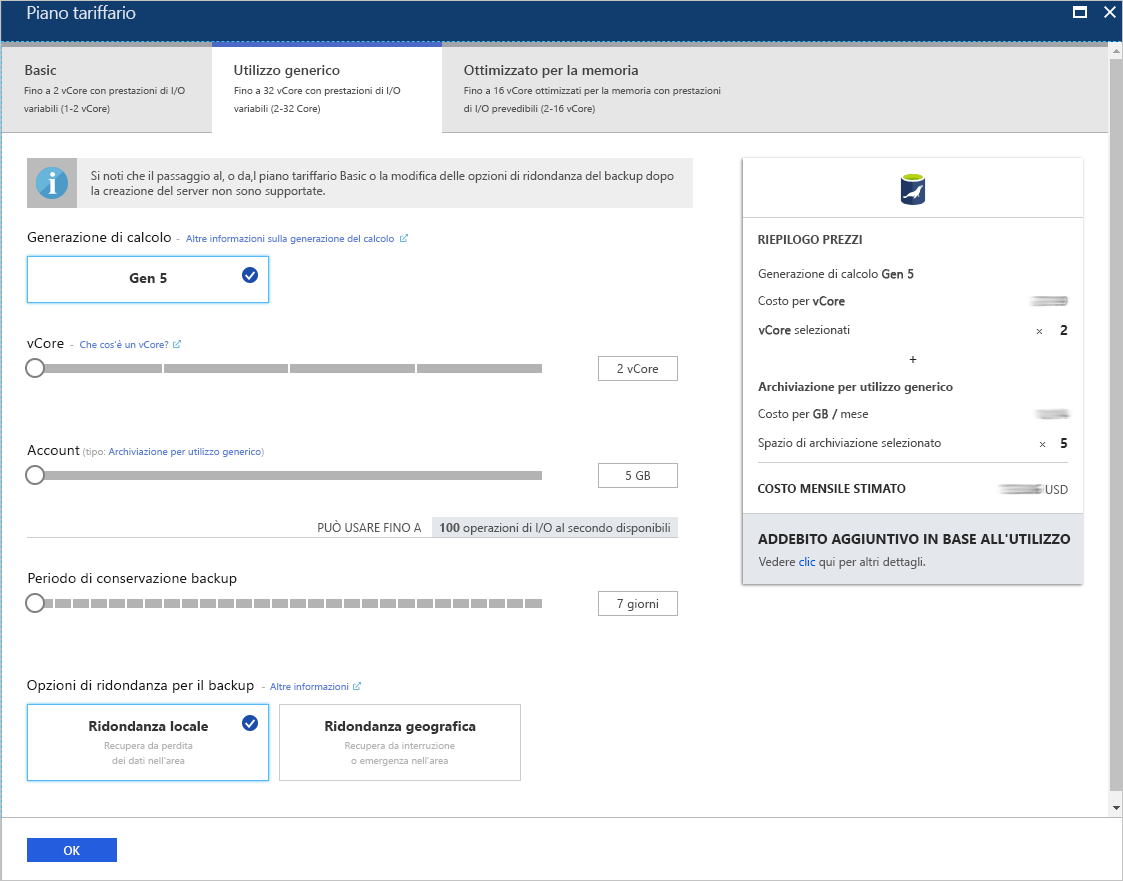 Piano tariffario
Basic
Fino a 2 vCore con prestazioni di I/O
variabili (1-2 vCore)
Utilizzo generico
Fino a 32 vCore con prestazioni di I/O
variabili (2-32 Core)
Ottimizzato per la memoria
Fino a 16 vCore ottimizzati per la memoria con prestazioni
di I/O prevedibili (2-16 vCore)
Si noti che il passaggio al, o da,l piano tariffario Basic o la modifica delle opzioni di ridondanza del backup dopo
la creazione del server non sono supportate.
Generazione di calcolo - Altre informazioni sulla generazione del calcolo
Gen 5
vCore - Che cos'è un vCore?
2 vCore
Account (tipo: Archiviazione per utilizzo generico)
5 GB
PUÒ USARE FINO A 100 operazioni di I/O al secondo disponibili
Periodo di conservazione backup
7 giorni
Opzioni di ridondanza per il backup - Altre informazioni
Ridondanza locale
Recupera da perdita
dei dati nell'area
Ridondanza geografica
Recupera da interruzione
o emergenza nell'area
OK
RIEPILOGO PREZZI
Generazione di calcolo Gen 5
Costo per vCore
vCore selezionati × 2
+
Archiviazione per utilizzo generico
Costo per GB / mese
Spazio di archiviazione selezionato × 5
COSTO MENSILE STIMATO USD
ADDEBITO AGGIUNTIVO IN BASE ALL'UTILIZZO
Vedere clic qui per altri dettagli.